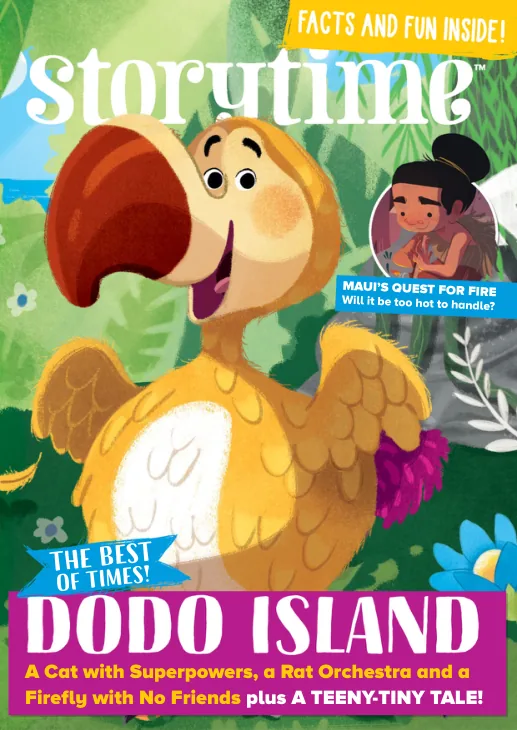 FACTS AND FUN INSIDE!
storytime™
MAUI'S QUEST FOR FIRE
Will it be too hot to handle?
THE BEST
OF TIMES!
DODO ISLAND
A Cat with Superpowers, a Rat Orchestra and a
Firefly with No Friends plus A TEENY-TINY TALE!